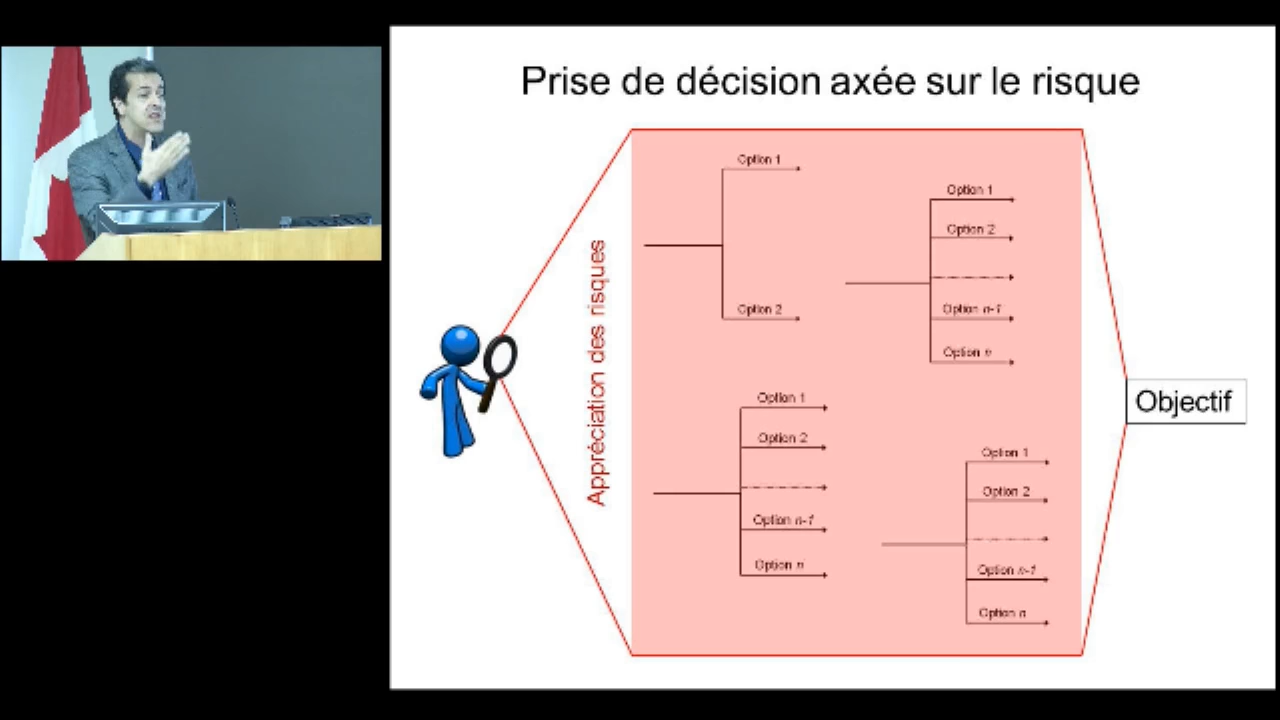 Prise de décision axée sur le risque
Appréciation des risques
Option 1
Option 2
Option 1
Option 2
Option n-1
Option n
Option 1
Option 2
Option n-1
Option n
Option 1
Option 2
Option n-1
Option n
Objectif